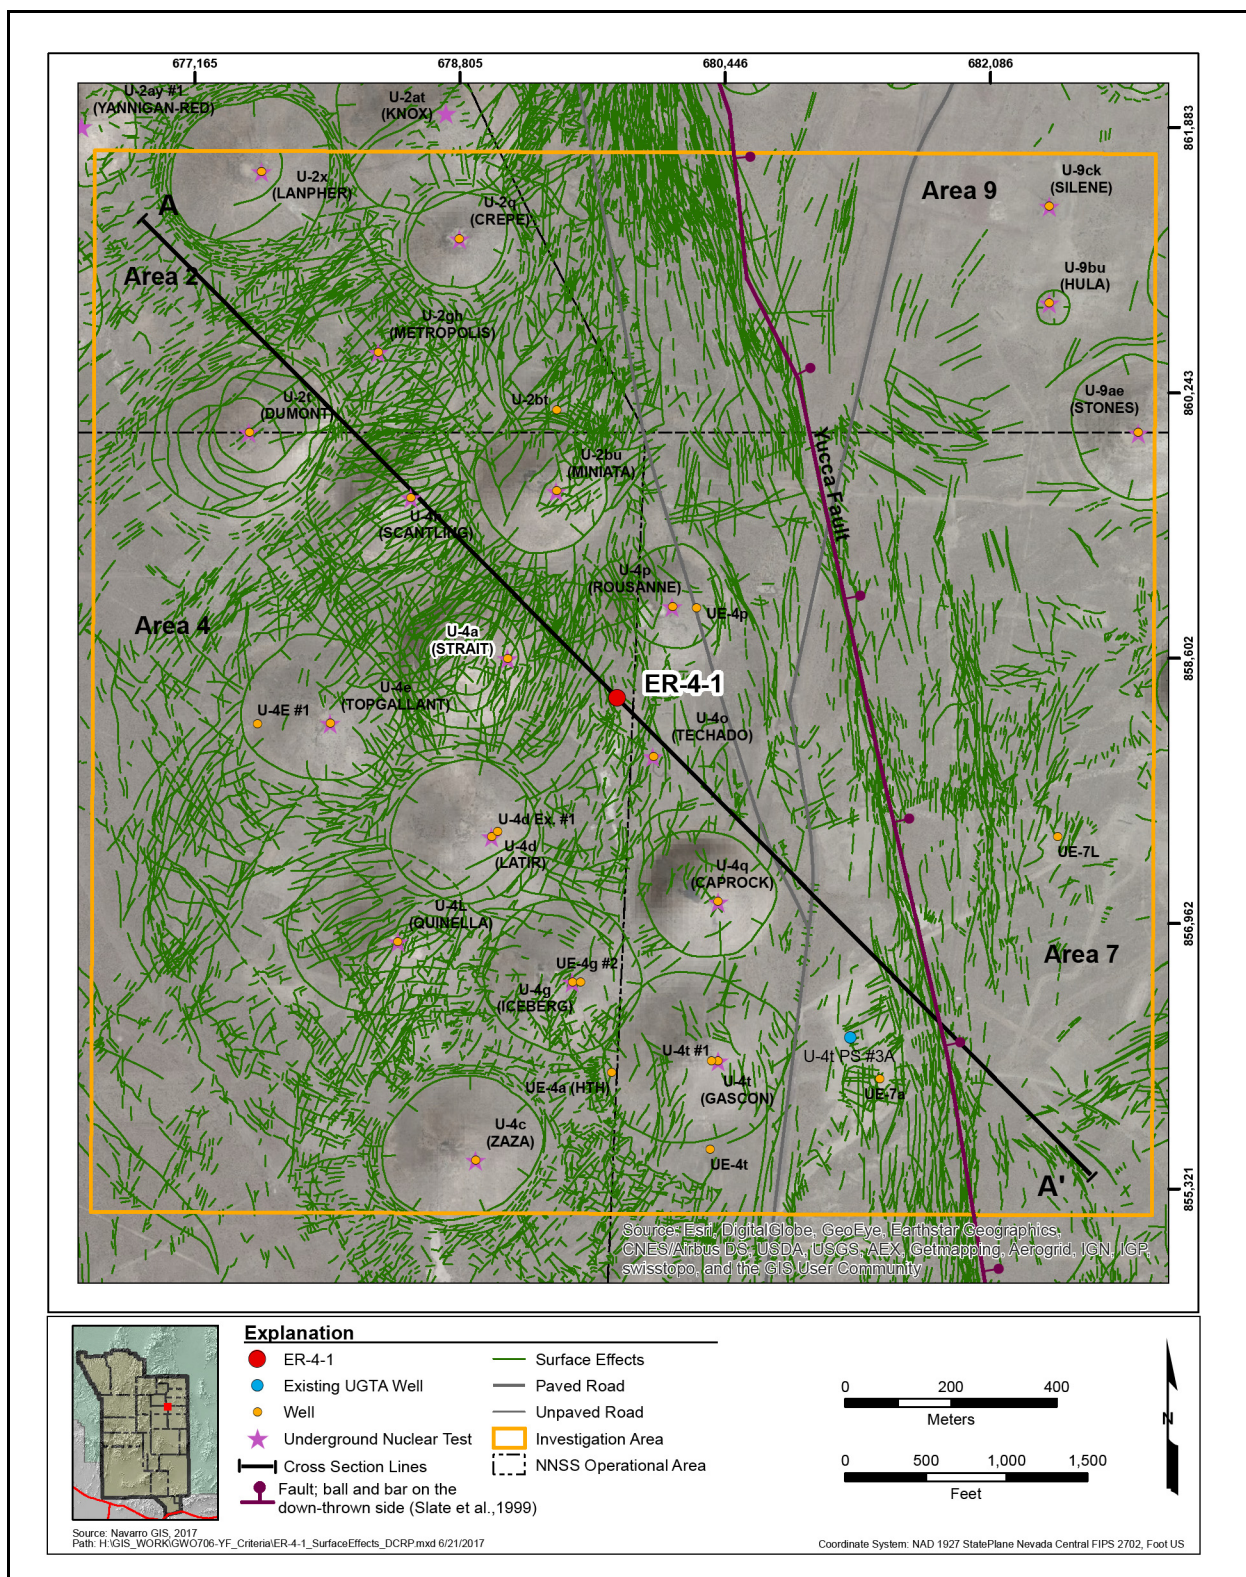 677,165
678,805
680,446
682,086
861,883
860,243
858,602
856,962
855,321
U-2ay #1
(YANNIGAN-RED)
U-2at
(KNOX)
U-2x
(LANPHER)
U-2q
(CREPE)
Area 9
U-9ck
(SILENE)
A
Area 2
U-9bu
(HULA)
U-2gh
(METROPOLIS)
U-2f
(DUMONT)
U-2bt
U-9ae
(STONES)
U-2bu
(MINIATA)
Yucca Fault
U-4h
(SCANTLING)
U-4p
(ROUSANNE)
UE-4p
Area 4
U-4a
(STRAIT)
ER-4-1
U-4e
(TOPGALLANT)
U-4E #1
U-4o
(TECHADO)
U-4d Ex. #1
U-4d
(LATIR)
UE-7L
U-4q
(CAPROCK)
U-4L
(QUINELLA)
Area 7
UE-4g #2
U-4g
(ICEBERG)
U-4t #1
U-4t PS #3A
UE-4a (HTH)
U-4t
(GASCON)
UE-7a
U-4c
(ZAZA)
UE-4t
A'
Source: Esri, DigitalGlobe, GeoEye, Earthstar Geographics,
CNES/Airbus DS, USDA, USGS, AEX, Getmapping, Aerogrid, IGN, IGP,
swisstopo, and the GIS User Community
Explanation
ER-4-1
Existing UGTA Well
Well
Underground Nuclear Test
Cross Section Lines
Fault; ball and bar on the
down-thrown side (Slate et al.,1999)
Surface Effects
Paved Road
Unpaved Road
Investigation Area
NNSS Operational Area
0 200 400
Meters
0 500 1,000 1,500
Feet
N
Source: Navarro GIS, 2017
Path: H:\GIS_WORK\GWO706-YF_Criteria\ER-4-1_SurfaceEffects_DCRP.mxd 6/21/2017
Coordinate System: NAD 1927 StatePlane Nevada Central FIPS 2702, Foot US